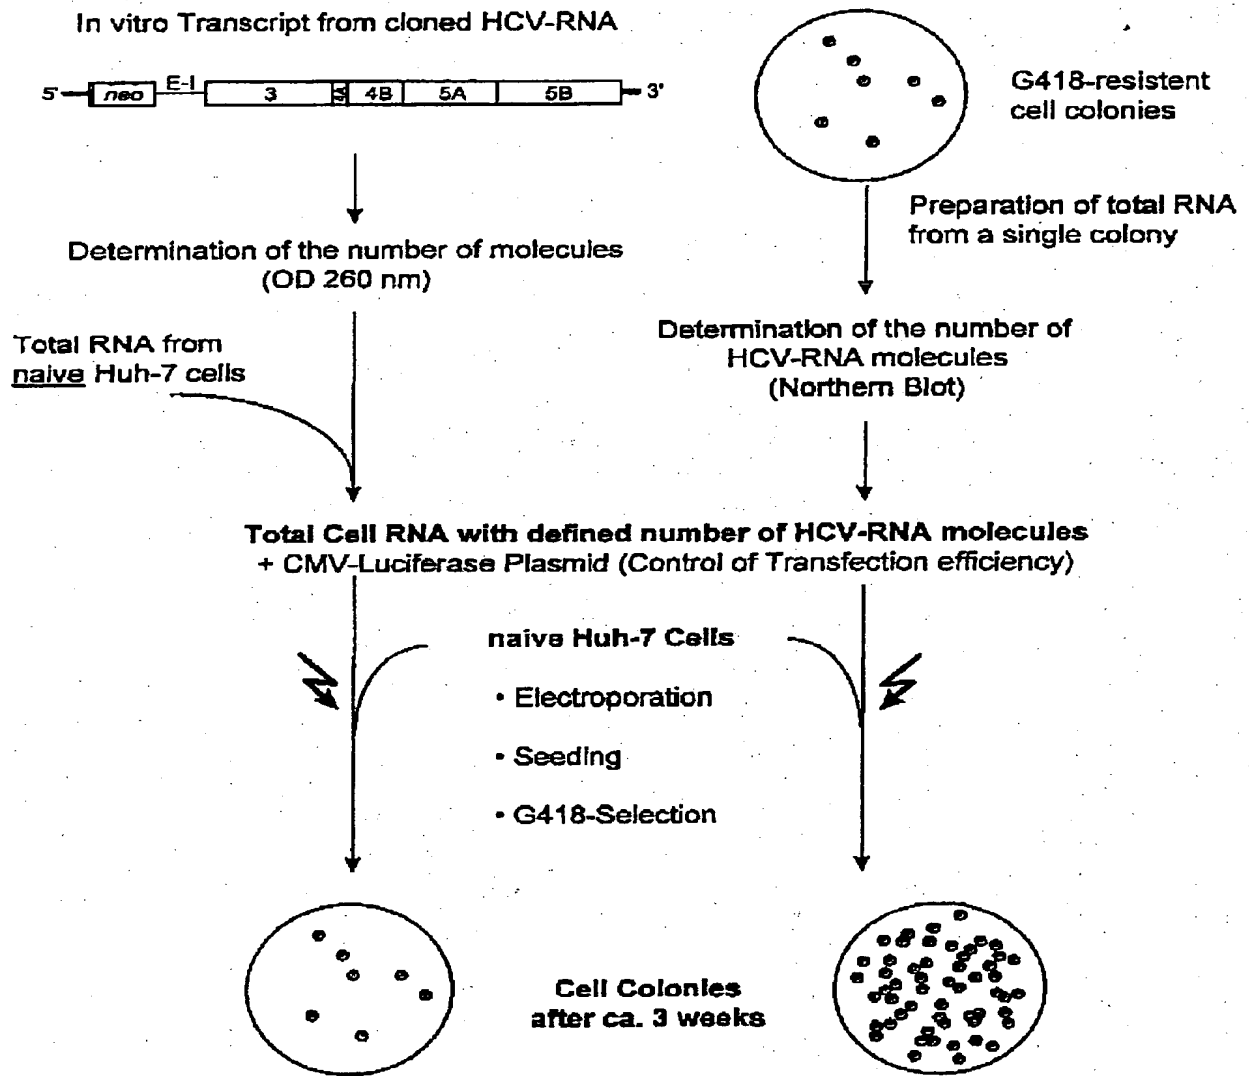 In vitro Transcript from cloned HCV-RNA
5' neo E-I 3 4B 5A 5B 3'
G418-resistent
cell colonies
Preparation of total RNA
from a single colony
Determination of the number of molecules
(OD 260 nm)
Total RNA from
naive Huh-7 cells
Determination of the number of
HCV-RNA molecules
(Northern Blot)
Total Cell RNA with defined number of HCV-RNA molecules
+ CMV-Luciferase Plasmid (Control of Transfection efficiency)
naive Huh-7 Cells
• Electroporation
• Seeding
• G418-Selection
Cell Colonies
after ca. 3 weeks